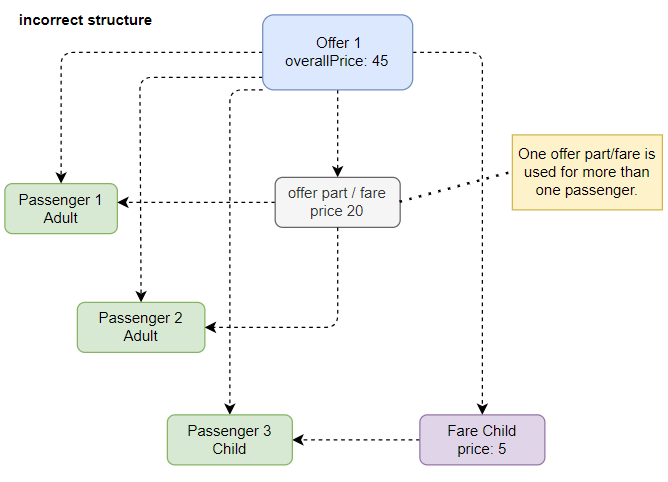 incorrect structure
Offer 1
overallPrice: 45
offer part / fare
price 20
One offer part/fare is
used for more than
one passenger.
Passenger 1
Adult
Passenger 2
Adult
Passenger 3
Child
Fare Child
price: 5